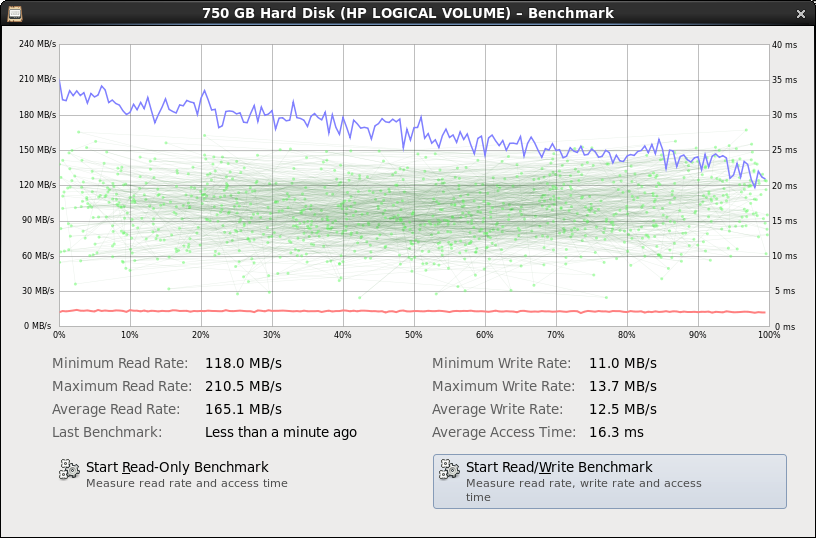 750 GB Hard Disk (HP LOGICAL VOLUME) – Benchmark
240 MB/s
210 MB/s
180 MB/s
150 MB/s
120 MB/s
90 MB/s
60 MB/s
30 MB/s
0 MB/s
40 ms
35 ms
30 ms
25 ms
20 ms
15 ms
10 ms
5 ms
0 ms
0% 10% 20% 30% 40% 50% 60% 70% 80% 90% 100%
Minimum Read Rate: 118.0 MB/s
Maximum Read Rate: 210.5 MB/s
Average Read Rate: 165.1 MB/s
Last Benchmark: Less than a minute ago
Minimum Write Rate: 11.0 MB/s
Maximum Write Rate: 13.7 MB/s
Average Write Rate: 12.5 MB/s
Average Access Time: 16.3 ms
Start Read-Only Benchmark
Measure read rate and access time
Start Read/Write Benchmark
Measure read rate, write rate and access
time